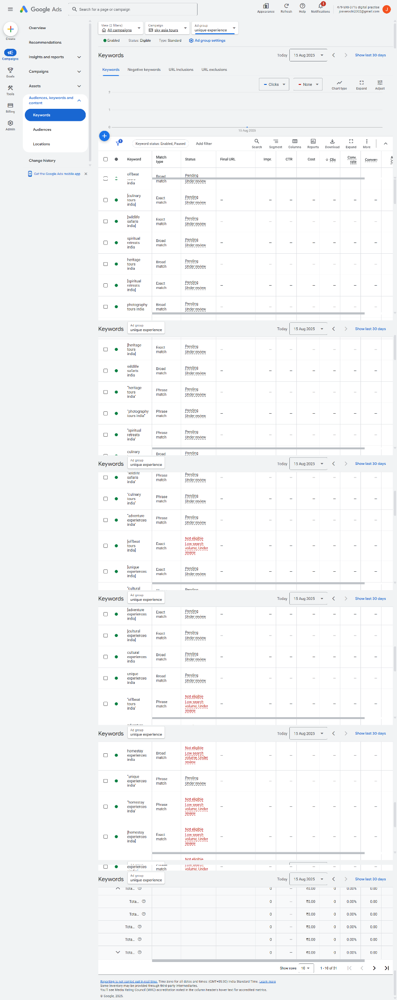 Google Ads
Search for a page or campaign
Appearance
Refresh
Help
!
Notifications
479-598-3715 digital practise
josvarochi2002@gmail.com
J
Create
Campaigns
Goals
Tools
Billing
Admin
Overview
Recommendations
Insights and reports
Campaigns
Assets
Audiences, keywords and
content
Keywords
Audiences
Locations
Change history
Get the Google Ads mobile app
View (2 filters)
All campaigns
Campaign
sky asia tours
Ad group
unique experience
Enabled
Status: Eligible
Type: Standard
Ad group settings
Keywords
Today
15 Aug 2025
Show last 30 days
Keywords
Negative keywords
URL inclusions
URL exclusions
Clicks
None
Chart type
Expand
Adjust
2
1
0
15 Aug 2025
1
Keyword status: Enabled, Paused
Add filter
Search
Segment
Columns
Reports
Download
Expand
More
Keyword
Match
type
Status
Final URL
Impr.
CTR
Cost
Clic
Conv.
rate
Convers
offbeat
tours
india
Broad
match
Pending
Under review
[culinary
tours
india]
Exact
match
Pending
Under review
– – – – – – –
[wildlife
safaris
india]
Exact
match
Pending
Under review
– – – – – – –
spiritual
retreats
india
Broad
match
Pending
Under review
– – – – – – –
heritage
tours
india
Broad
match
Pending
Under review
– – – – – – –
[spiritual
retreats
india]
Exact
match
Pending
Under review
– – – – – – –
photography
tours india
Broad
match
Pending
Under review
– – – – – – –
Keywords
Ad group
unique experience
Today
15 Aug 2025
Show last 30 days
[heritage
tours
india]
Exact
match
Pending
Under review
– – – – – – –
wildlife
safaris
india
Broad
match
Pending
Under review
– – – – – – –
"heritage
tours
india"
Phrase
match
Pending
Under review
– – – – – – –
"photography
tours india"
Phrase
match
Pending
Under review
– – – – – – –
"spiritual
retreats
india"
Phrase
match
Pending
Under review
– – – – – – –
culinary
Broad
Pending
Keywords
Ad group
unique experience
Today
15 Aug 2025
Show last 30 days
"wildlife
safaris
india"
Phrase
match
Pending
Under review
– – – – – – –
"culinary
tours
india"
Phrase
match
Pending
Under review
– – – – – – –
"adventure
experiences
india"
Phrase
match
Pending
Under review
– – – – – – –
[offbeat
tours
india]
Exact
match
Not eligible
Low search
volume, Under
review
– – – – – – –
[unique
experiences
india]
Exact
match
Pending
Under review
– – – – – – –
"cultural
Pending
Keywords
Ad group
unique experience
Today
15 Aug 2025
Show last 30 days
[adventure
experiences
india]
Exact
match
Pending
Under review
– – – – – – –
[cultural
experiences
india]
Exact
match
Pending
Under review
– – – – – – –
cultural
experiences
india
Broad
match
Pending
Under review
– – – – – – –
unique
experiences
india
Broad
match
Pending
Under review
– – – – – – –
"offbeat
tours
india"
Phrase
match
Not eligible
Low search
volume, Under
review
– – – – – – –
Keywords
Ad group
unique experience
Today
15 Aug 2025
Show last 30 days
homestay
experiences
india
Broad
match
Not eligible
Low search
volume, Under
review
– – – – – – –
"unique
experiences
india"
Phrase
match
Pending
Under review
– – – – – – –
"homestay
experiences
india"
Phrase
match
Not eligible
Low search
volume, Under
review
– – – – – – –
[homestay
experiences
india]
Exact
match
Not eligible
Low search
volume, Under
review
– – – – – – –
Not eligible
experiences
volume, Under
Keywords
Ad group
unique experience
Today
15 Aug 2025
Show last 30 days
Tota... 0 – ₹0.00 0 0.00% 0.00
Tota... 0 – ₹0.00 0 0.00% 0.00
Tota... 0 – ₹0.00 0 0.00% 0.00
Tota... 0 – ₹0.00 0 0.00% 0.00
Tota... 0 – ₹0.00 0 0.00% 0.00
Tota... 0 – ₹0.00 0 0.00% 0.00
Show rows
10
1 - 10 of 31
Reporting is not carried out in real time. Time zone for all dates and times: (GMT+05:30) India Standard Time. Learn more
Some inventory may be provided through third-party intermediaries.
You'll see Media Rating Council (MRC) accreditation noted in the column header's hover text for accredited metrics.
© Google, 2025.